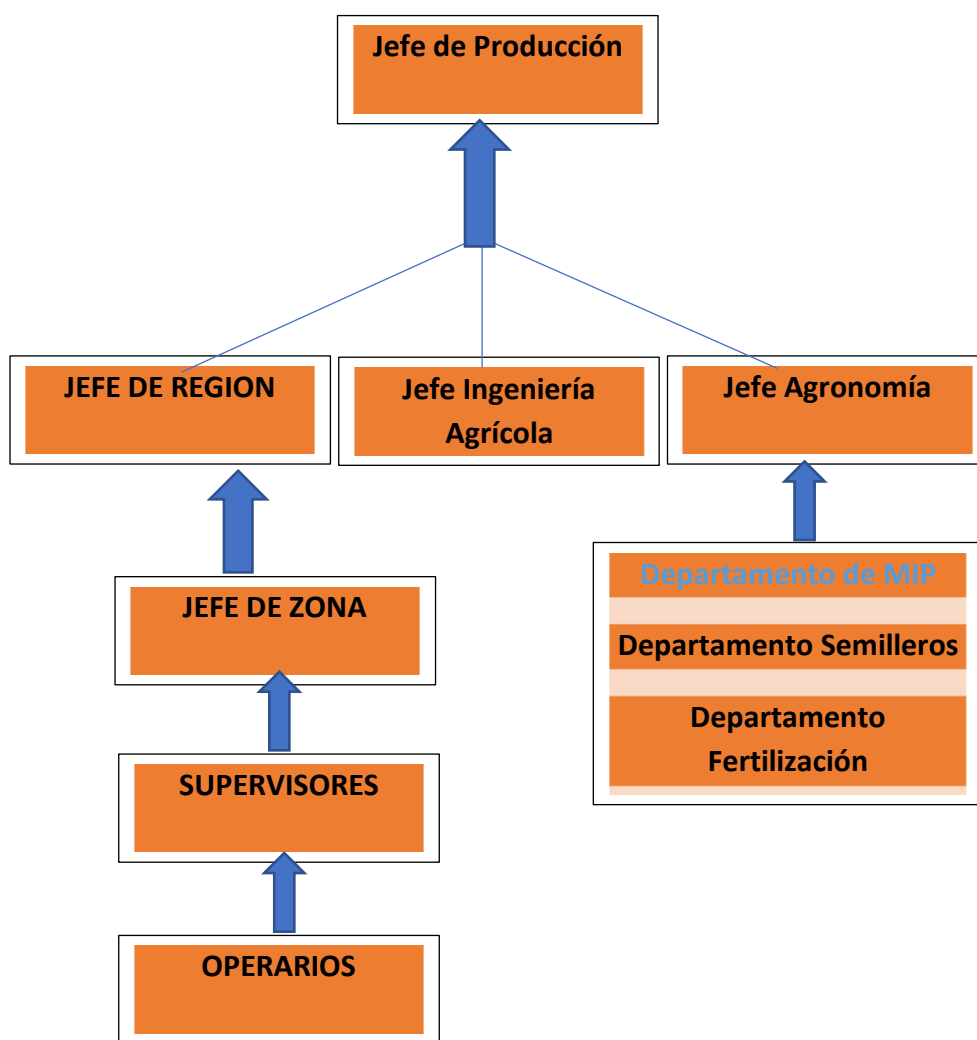 Jefe de Producción
JEFE DE REGION
Jefe Ingeniería
Agrícola
Jefe Agronomía
Departamento de MIP
JEFE DE ZONA
Departamento Semilleros
Departamento
Fertilización
SUPERVISORES
OPERARIOS